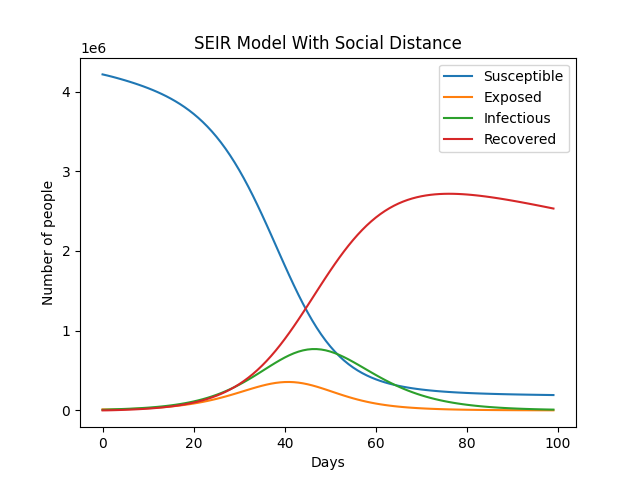 SEIR Model With Social Distance
1e6
Susceptible
Exposed
Infectious
Recovered
4
3
2
1
0
Number of people
0 20 40 60 80 100
Days